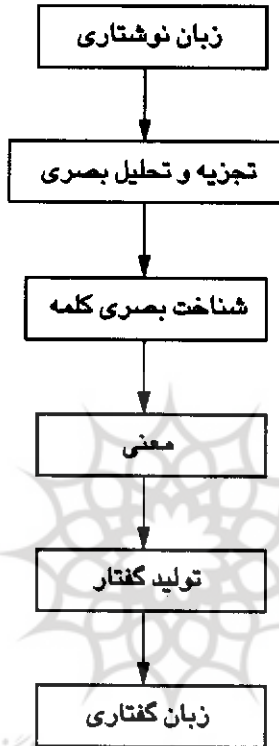 زبان نوشتاری
تجزیه و تحلیل بصری
شناخت بصری کلمه
معنی
تولید گفتار
زبان گفتاری